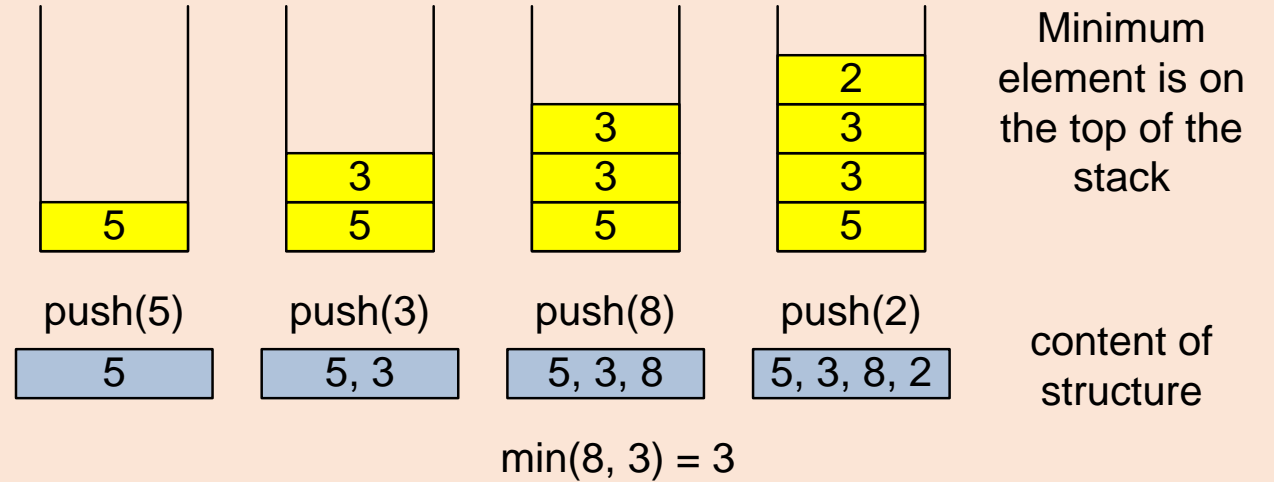 Minimum
element is on
the top of the
stack
2
3
3
3
3
3
5
5
5
5
push(5)
push(3)
push(8)
push(2)
5
5, 3
5, 3, 8
5, 3, 8, 2
content of
structure
min(8, 3) = 3